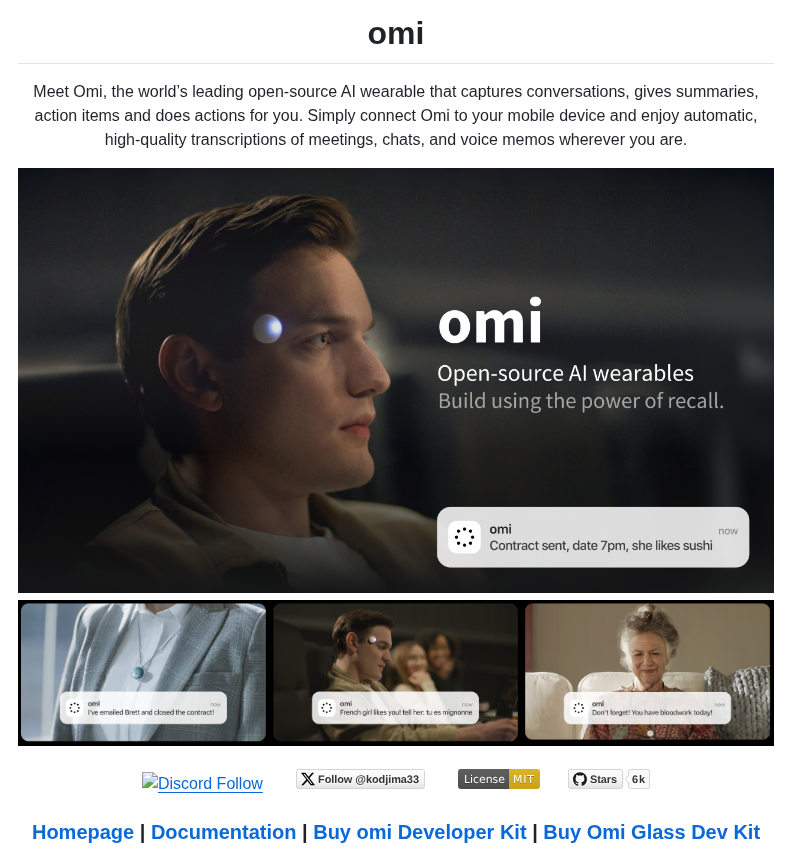 omi
Meet Omi, the world’s leading open-source AI wearable that captures conversations, gives summaries,
action items and does actions for you. Simply connect Omi to your mobile device and enjoy automatic,
high-quality transcriptions of meetings, chats, and voice memos wherever you are.
omi
Open-source AI wearables
Build using the power of recall.
omi now
Contract sent, date 7pm, she likes sushi
omi now
I've emailed Brett and closed the contract!
omi now
French girl likes you! tell her: tu es mignonne
omi now
Don't forget! You have bloodwork today!
Discord Follow Follow @kodjima33 License MIT Stars 6k
Homepage | Documentation | Buy omi Developer Kit | Buy Omi Glass Dev Kit